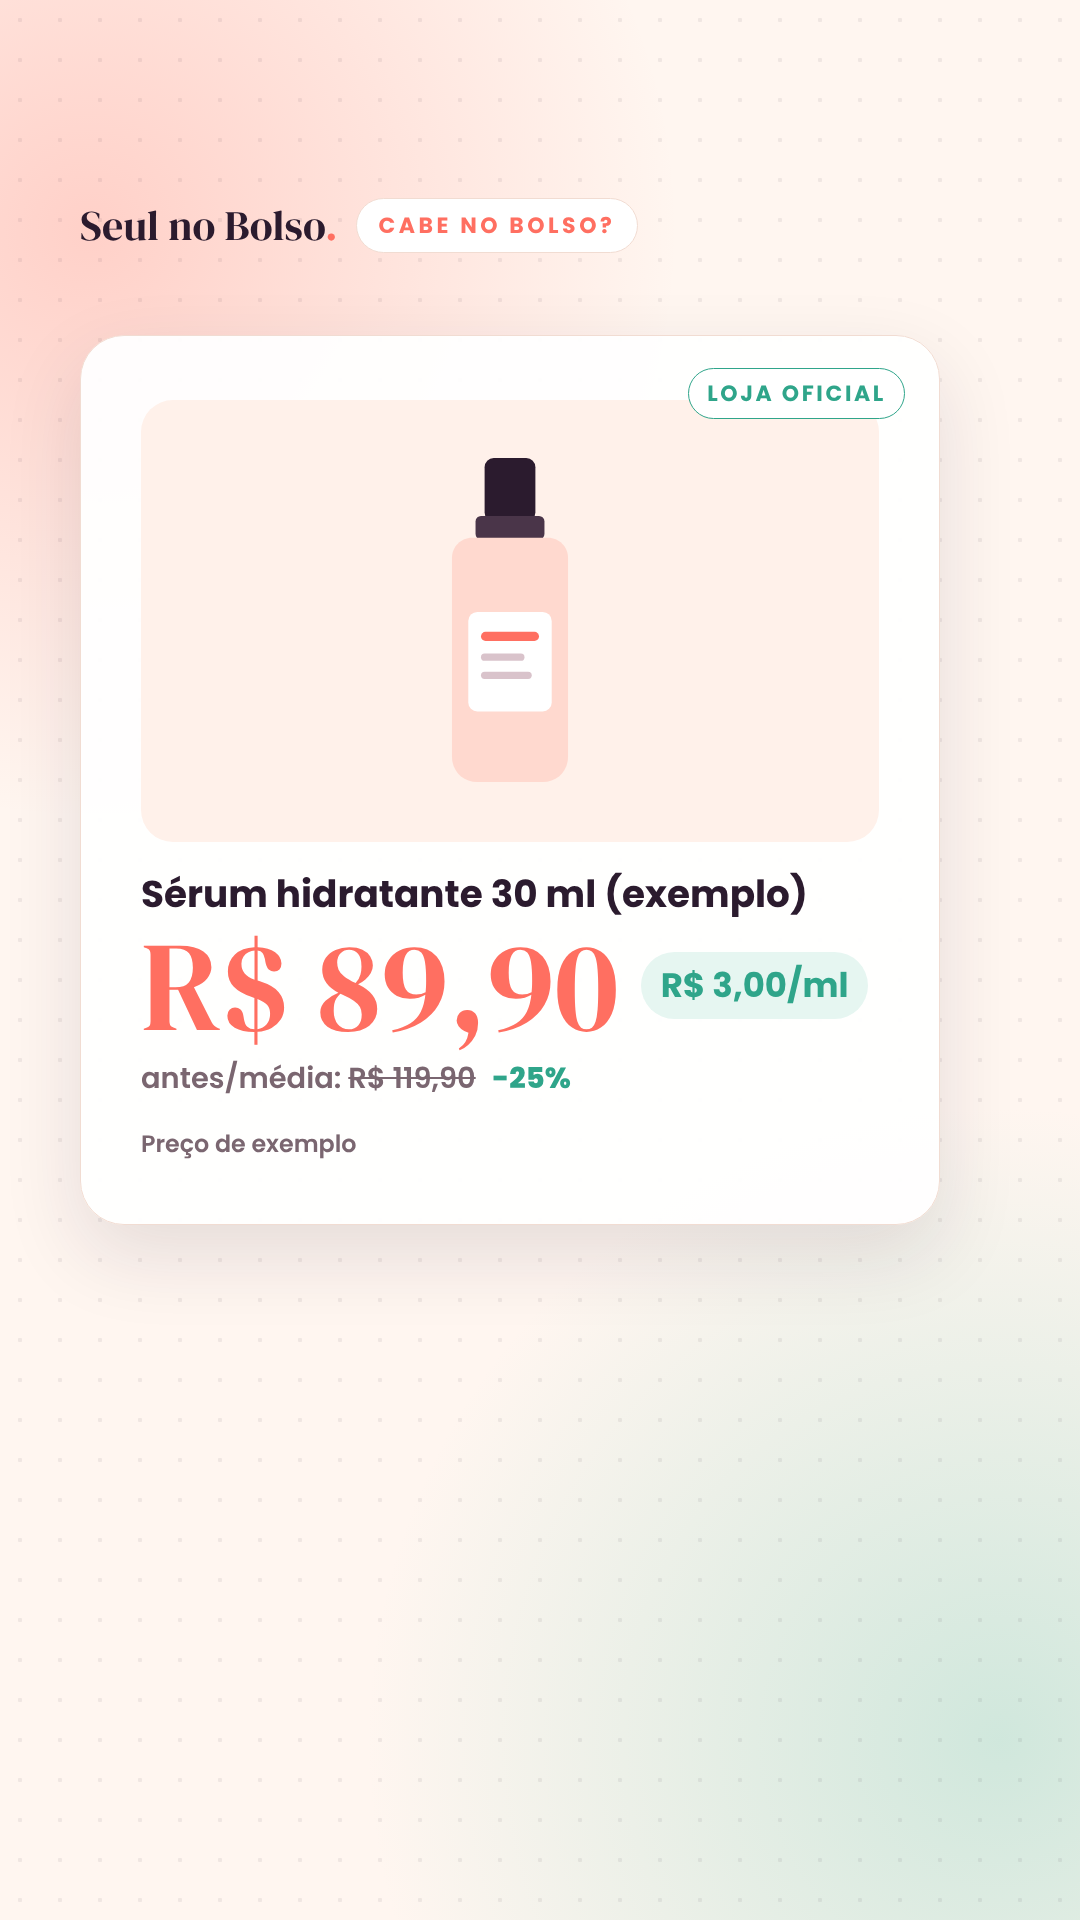 Seul no Bolso.
CABE NO BOLSO?
LOJA OFICIAL
Sérum hidratante 30 ml (exemplo)
R$ 89,90
R$ 3,00/ml
antes/média: R$ 119,90 -25%
Preço de exemplo